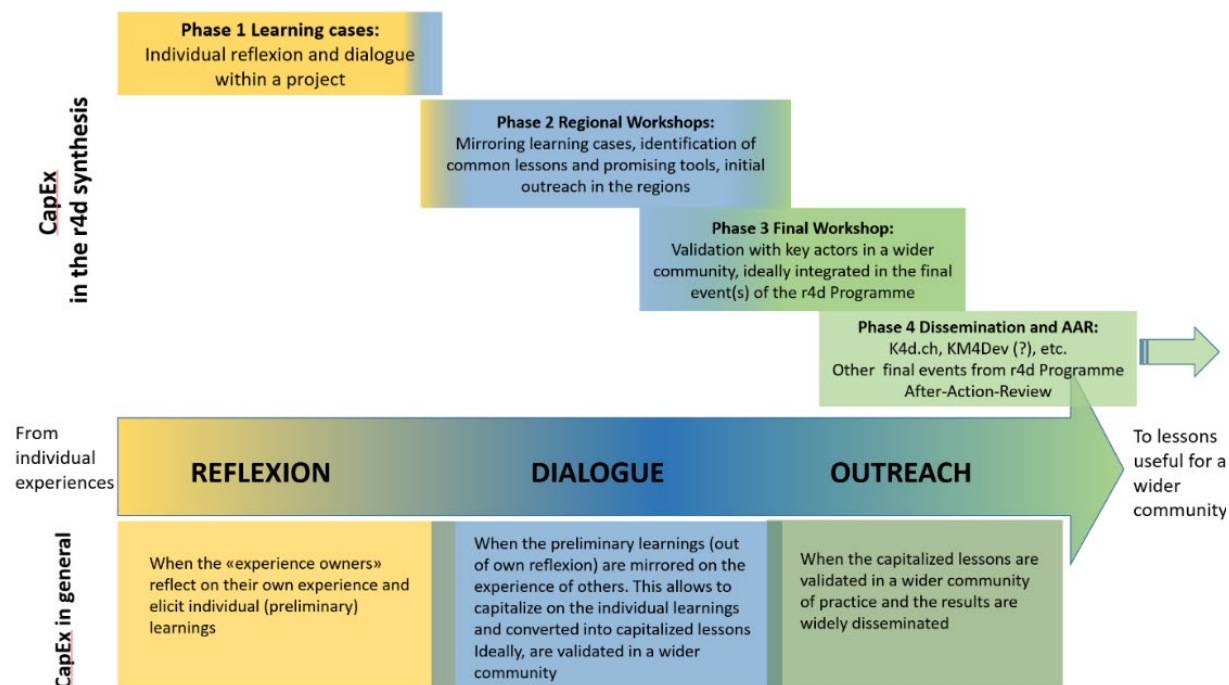 Phase 1 Learning cases:
Individual reflexion and dialogue
within a project
CapEx
in the r4d synthesis
Phase 2 Regional Workshops:
Mirroring learning cases, identification of
common lessons and promising tools, initial
outreach in the regions
Phase 3 Final Workshop:
Validation with key actors in a wider
community, ideally integrated in the final
event(s) of the r4d Programme
Phase 4 Dissemination and AAR:
K4d.ch, KM4Dev (?), etc.
Other final events from r4d Programme
After-Action-Review
From
individual
experiences
REFLEXION
DIALOGUE
OUTREACH
To lessons
useful for a
wider
community
CapEx in general
When the «experience owners»
reflect on their own experience and
elicit individual (preliminary)
learnings
When the preliminary learnings (out
of own reflexion) are mirrored on the
experience of others. This allows to
capitalize on the individual learnings
and converted into capitalized lessons
Ideally, are validated in a wider
community
When the capitalized lessons are
validated in a wider community
of practice and the results are
widely disseminated